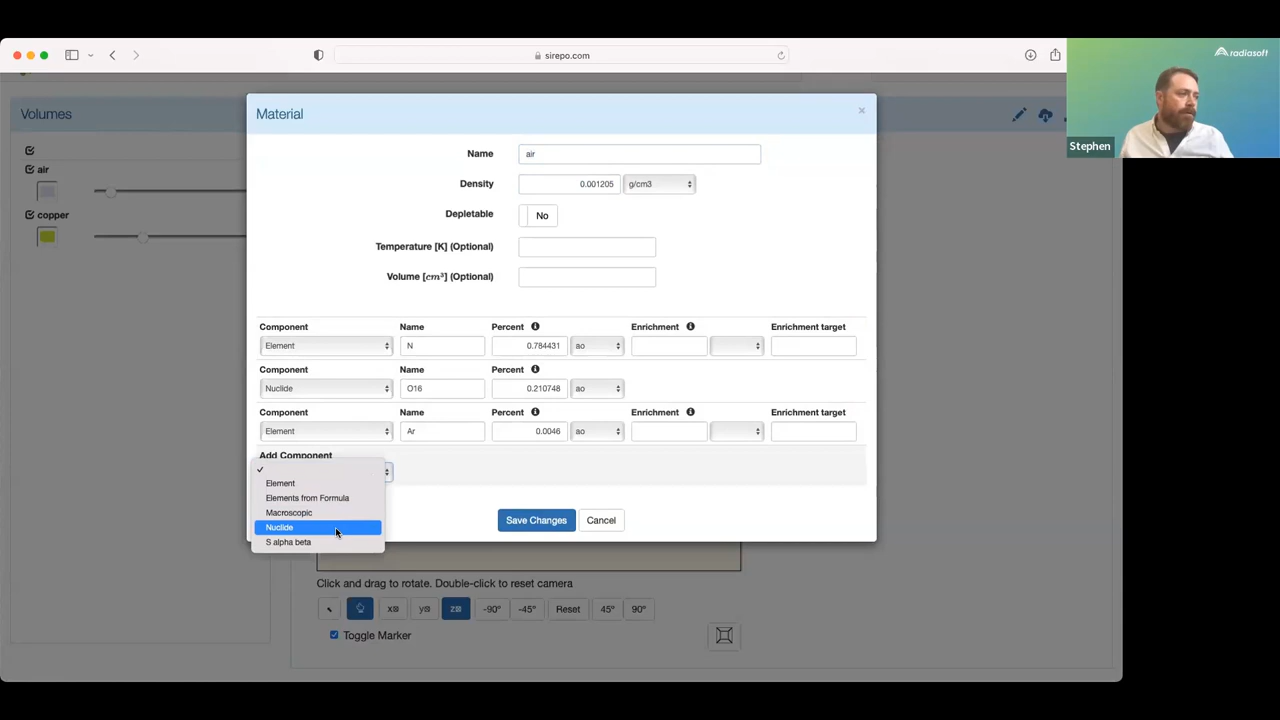 sirepo.com
radiasoft
Stephen
Volumes
air
copper
Material
×
Name air
Density 0.001205 g/cm3
Depletable No
Temperature [K] (Optional)
Volume [cm³] (Optional)
Component Name Percent Enrichment Enrichment target
Element N 0.784431 ao
Component Name Percent
Nuclide O16 0.210748 ao
Component Name Percent Enrichment Enrichment target
Element Ar 0.0046 ao
Add Component
✓
Element
Elements from Formula
Macroscopic
Nuclide
S alpha beta
Save Changes Cancel
Click and drag to rotate. Double-click to reset camera
x y z -90° -45° Reset 45° 90°
Toggle Marker